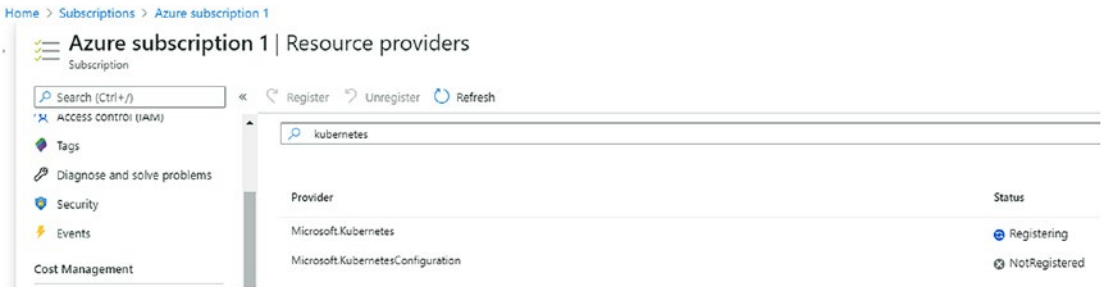 Home > Subscriptions > Azure subscription 1
Azure subscription 1 | Resource providers
Subscription
Search (Ctrl+/)
«
Register
Unregister
Refresh
Access control (IAM)
Tags
Diagnose and solve problems
Security
Events
Cost Management
kubernetes
Provider
Status
Microsoft.Kubernetes
Registering
Microsoft.KubernetesConfiguration
NotRegistered